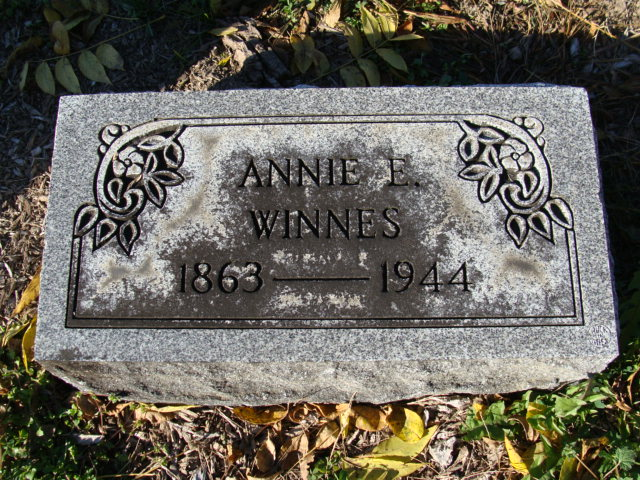 ANNIE E.
WINNES
1863 — 1944